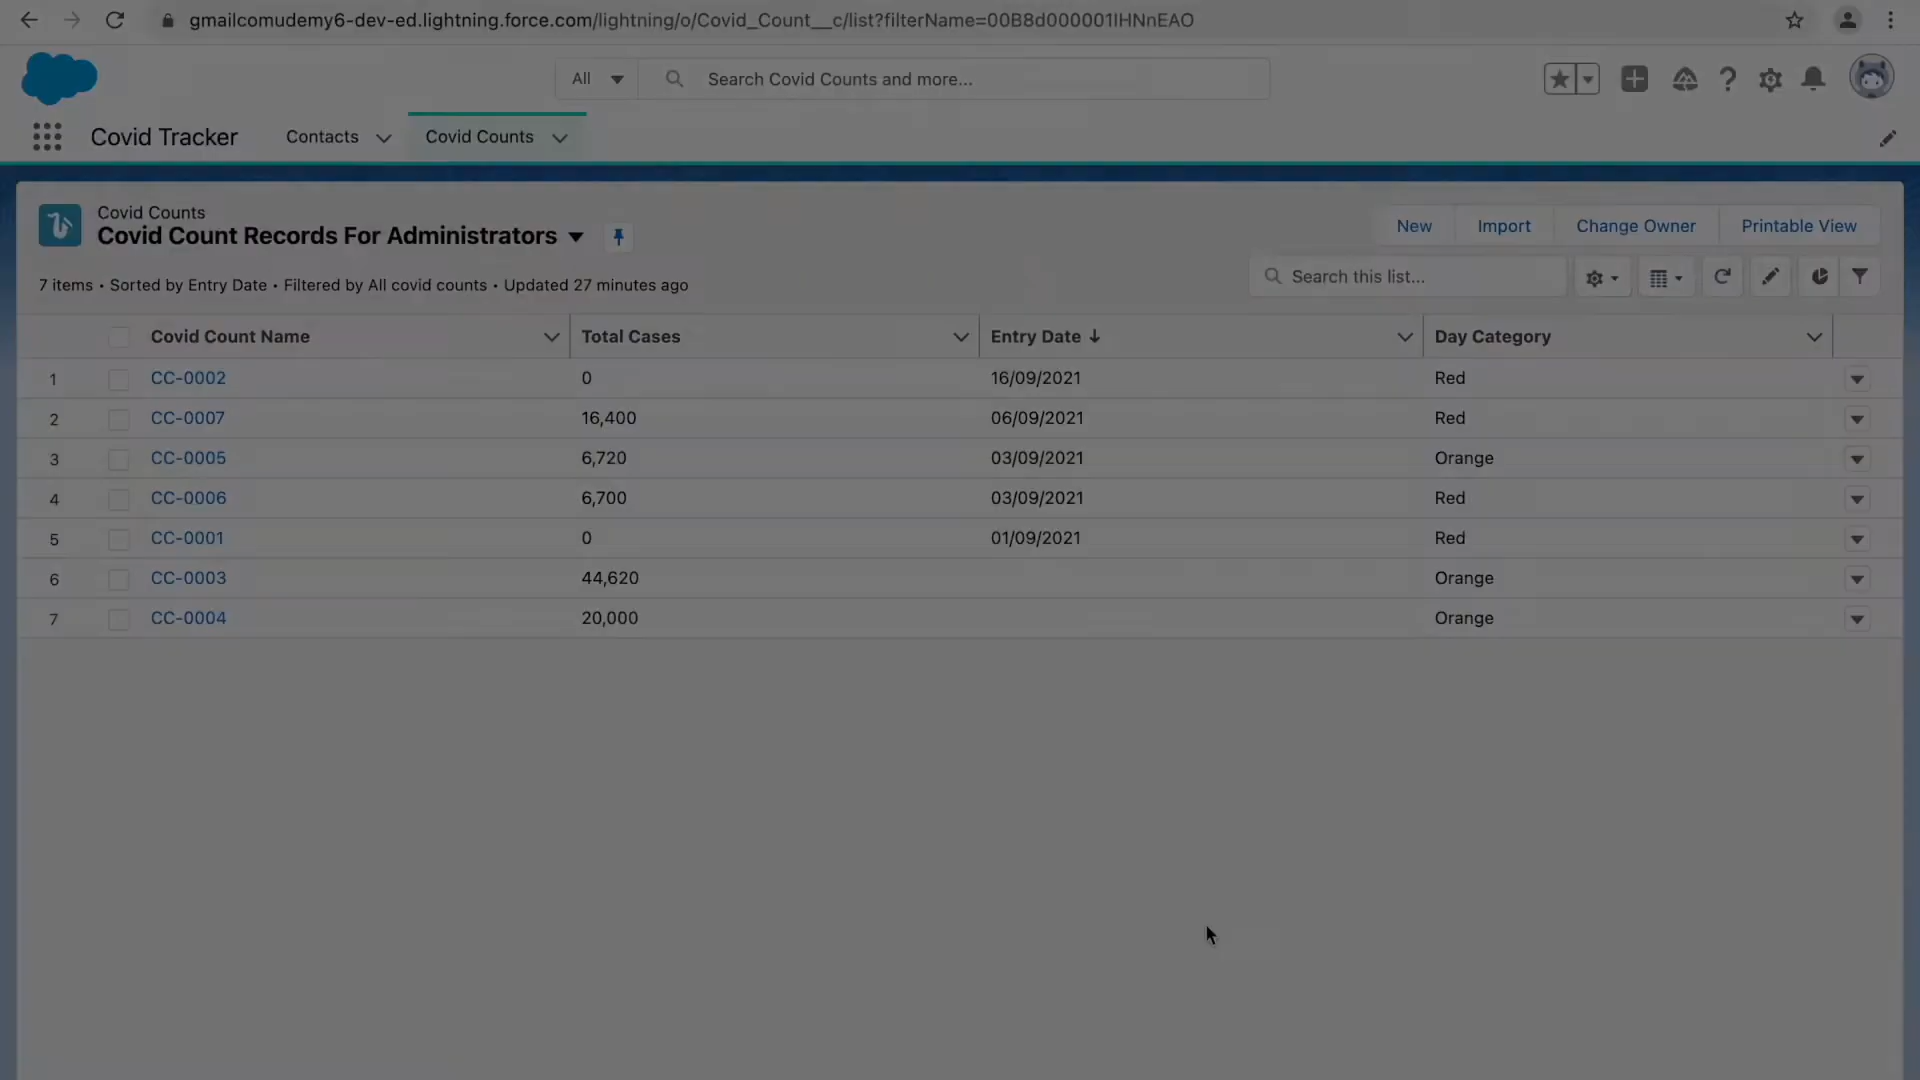 gmailcomudemy6-dev-ed.lightning.force.com/lightning/o/Covid_Count__c/list?filterName=00B8d000001IHNnEAO
All
Search Covid Counts and more...
Covid Tracker
Contacts
Covid Counts
Covid Counts
Covid Count Records For Administrators
New
Import
Change Owner
Printable View
7 items • Sorted by Entry Date • Filtered by All covid counts • Updated 27 minutes ago
Search this list...
Covid Count Name Total Cases Entry Date ↓ Day Category
1 CC-0002 0 16/09/2021 Red
2 CC-0007 16,400 06/09/2021 Red
3 CC-0005 6,720 03/09/2021 Orange
4 CC-0006 6,700 03/09/2021 Red
5 CC-0001 0 01/09/2021 Red
6 CC-0003 44,620 Orange
7 CC-0004 20,000 Orange